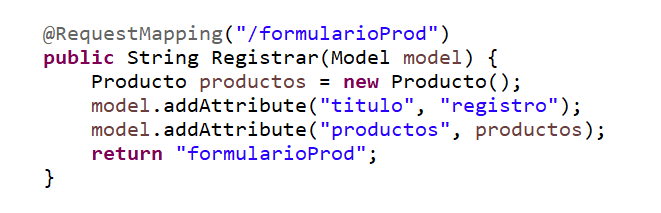 @RequestMapping("/formularioProd")
public String Registrar(Model model) {
    Producto productos = new Producto();
    model.addAttribute("titulo", "registro");
    model.addAttribute("productos", productos);
    return "formularioProd";
}